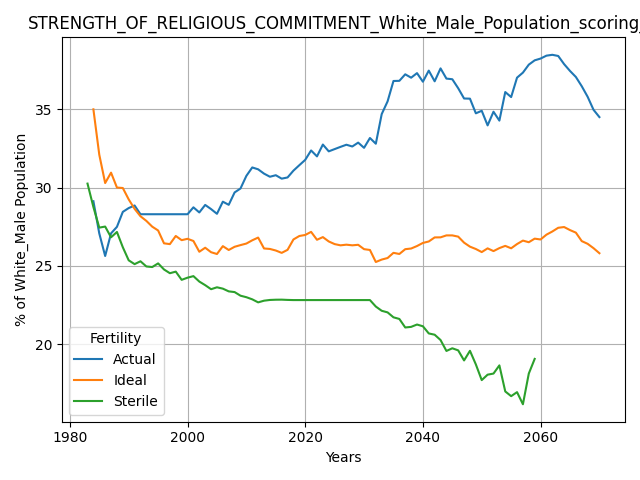 STRENGTH_OF_RELIGIOUS_COMMITMENT_White_Male_Population_scoring_
% of White_Male Population
35
30
25
20
Fertility
Actual
Ideal
Sterile
1980
2000
2020
2040
2060
Years